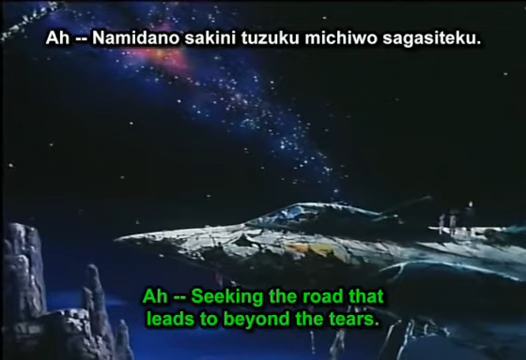 Ah -- Namidano sakini tuzuku michiwo sagasiteku.
Ah -- Seeking the road that
leads to beyond the tears.